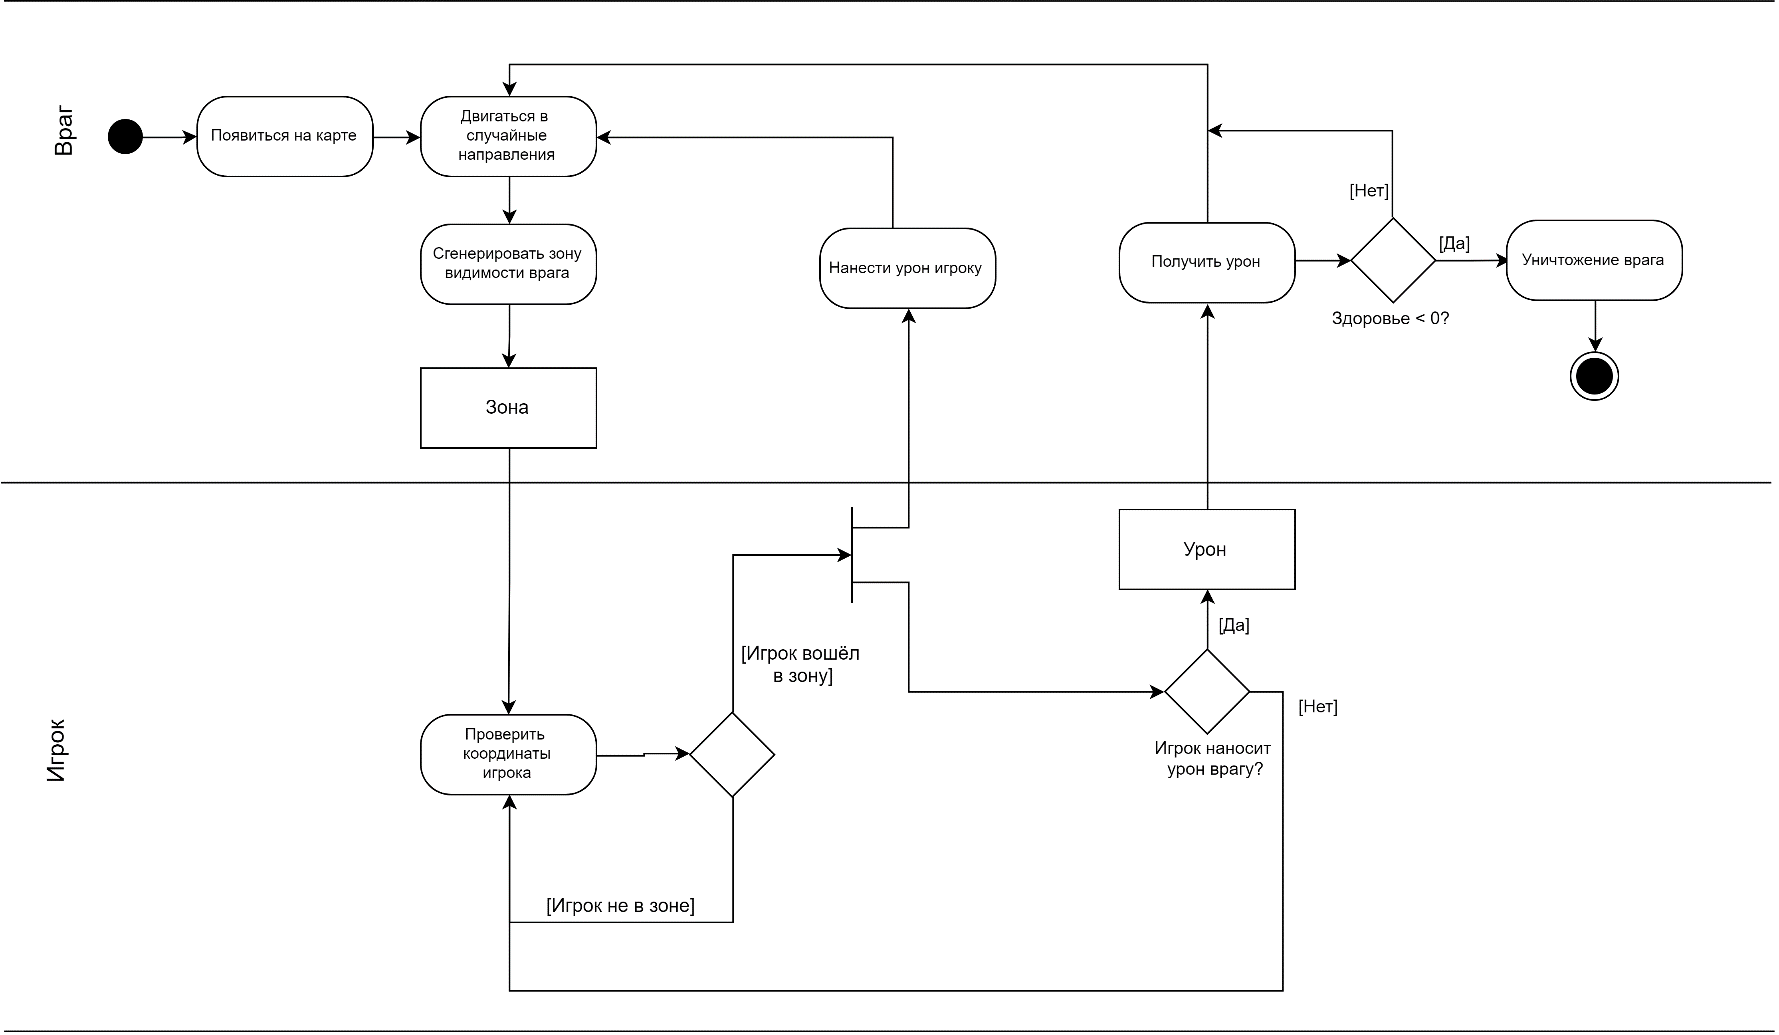 Враг
Появиться на карте
Двигаться в
случайные
направления
Сгенерировать зону
видимости врага
Зона
Нанести урон игроку
Получить урон
[Нет]
[Да]
Здоровье < 0?
Уничтожение врага
Игрок
Проверить
координаты
игрока
[Игрок вошёл
в зону]
[Игрок не в зоне]
Урон
[Да]
[Нет]
Игрок наносит
урон врагу?